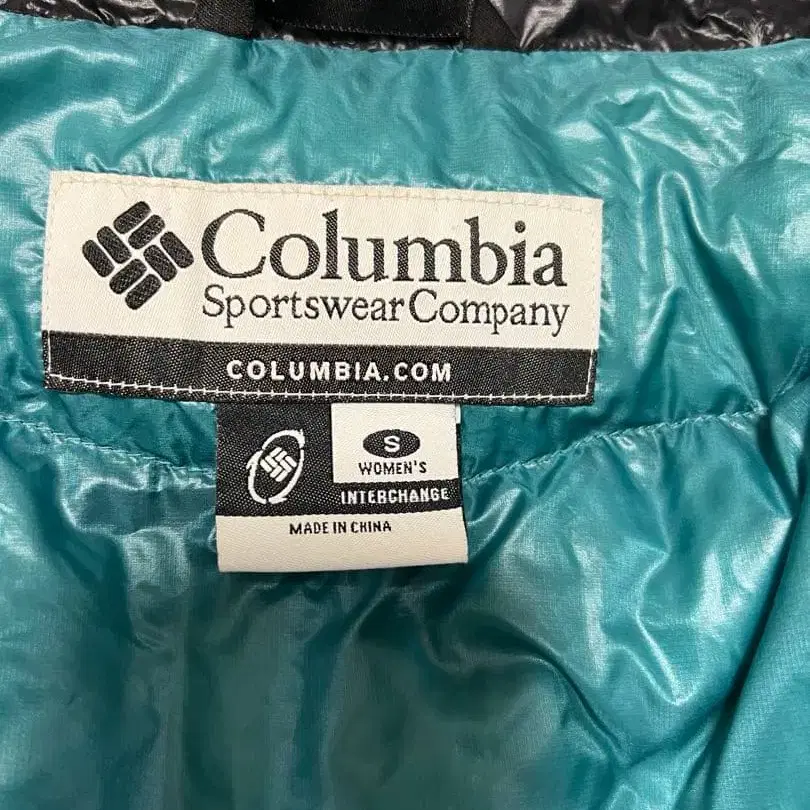 Columbia
Sportswear Company
COLUMBIA.COM
S
WOMEN'S
INTERCHANGE
MADE IN CHINA